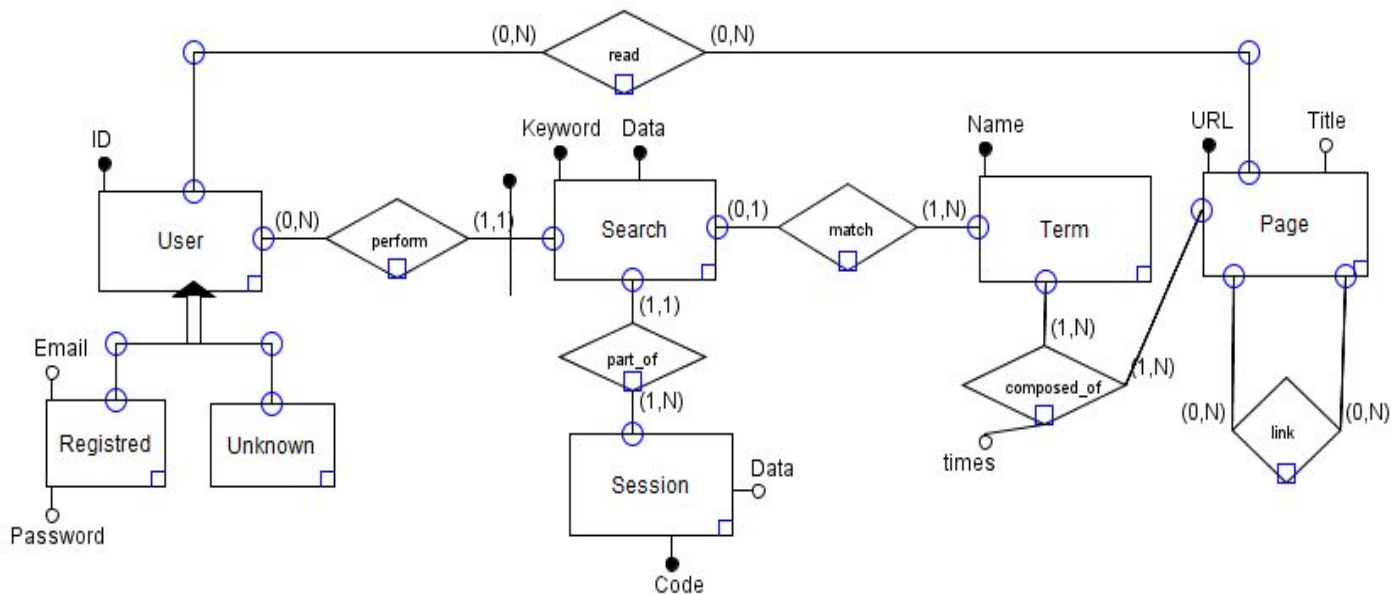 (0,N)
read
(0,N)
ID
Keyword
Data
Name
URL
Title
User
(0,N)
perform
(1,1)
Search
(0,1)
match
(1,N)
Term
Page
(1,1)
part_of
(1,N)
(1,N)
composed_of
(1,N)
times
(0,N)
link
(0,N)
Email
Registred
Unknown
Password
Session
Data
Code